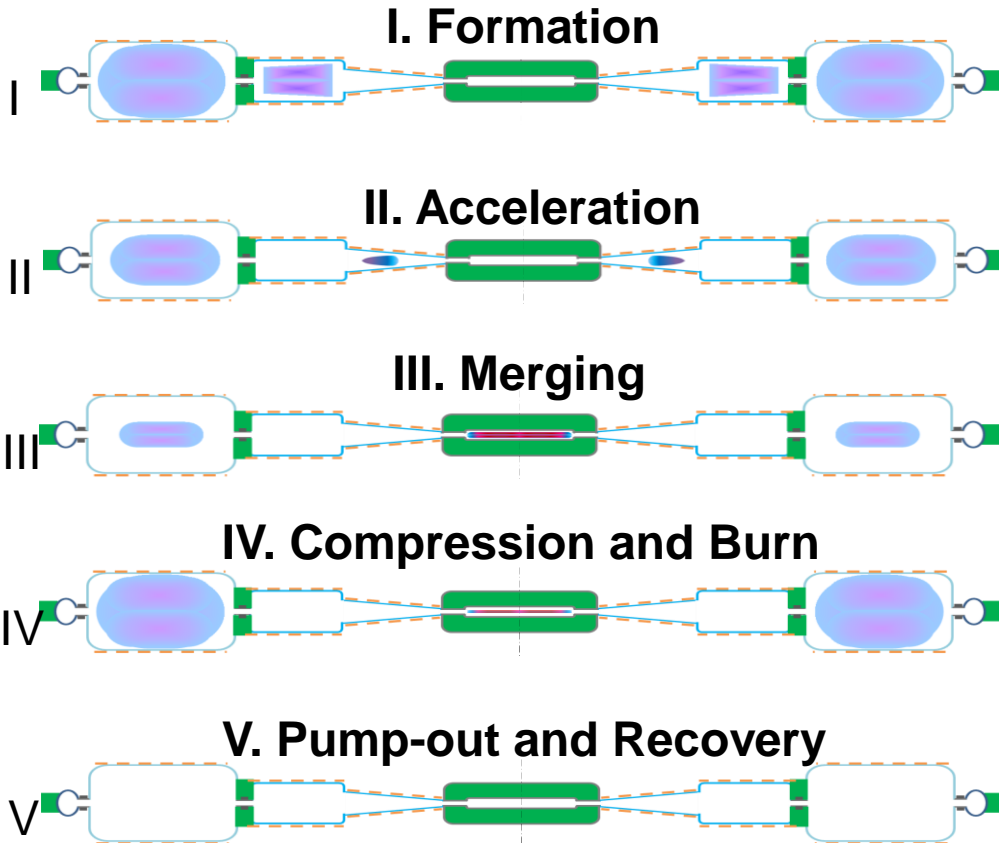 I. Formation
I
II. Acceleration
II
III. Merging
III
IV. Compression and Burn
IV
V. Pump-out and Recovery
V